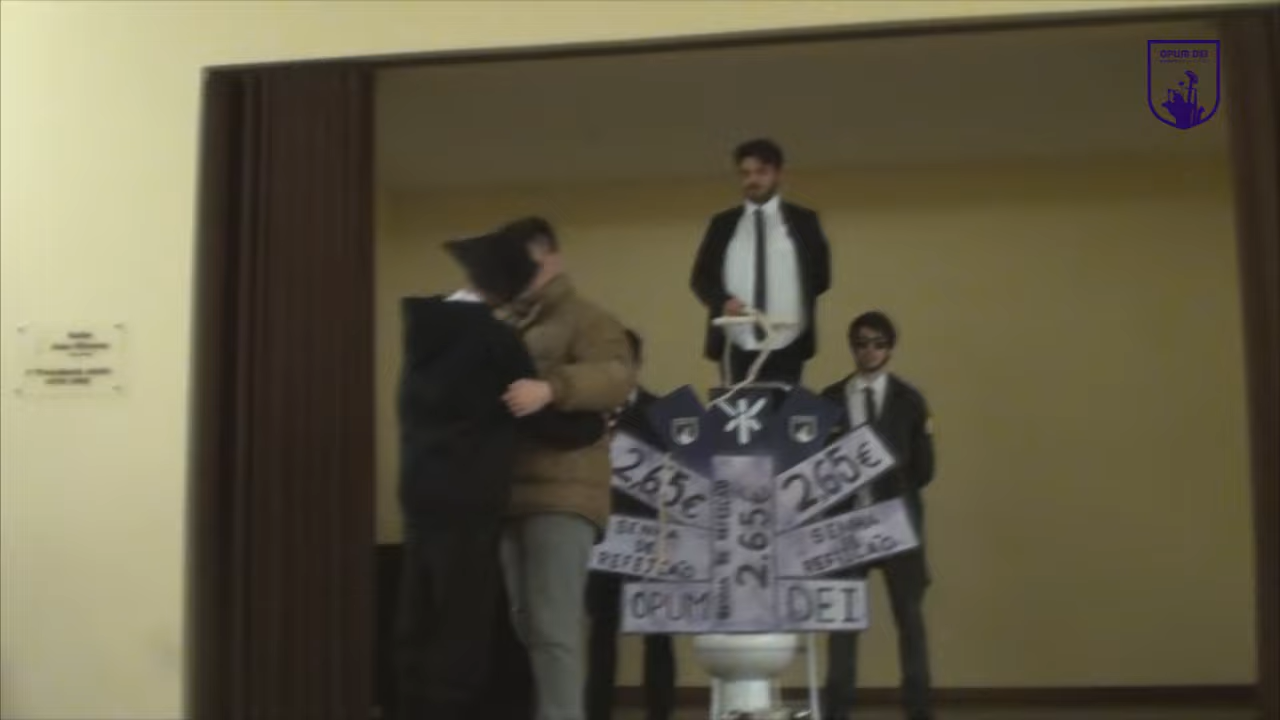 OPUM DEI
2.65€
2.65€
2.65€
SENHA
DE
REFEIÇÃO
SENHA
DE
REFEIÇÃO
SENHA DE REFEIÇÃO
OPUM
DEI